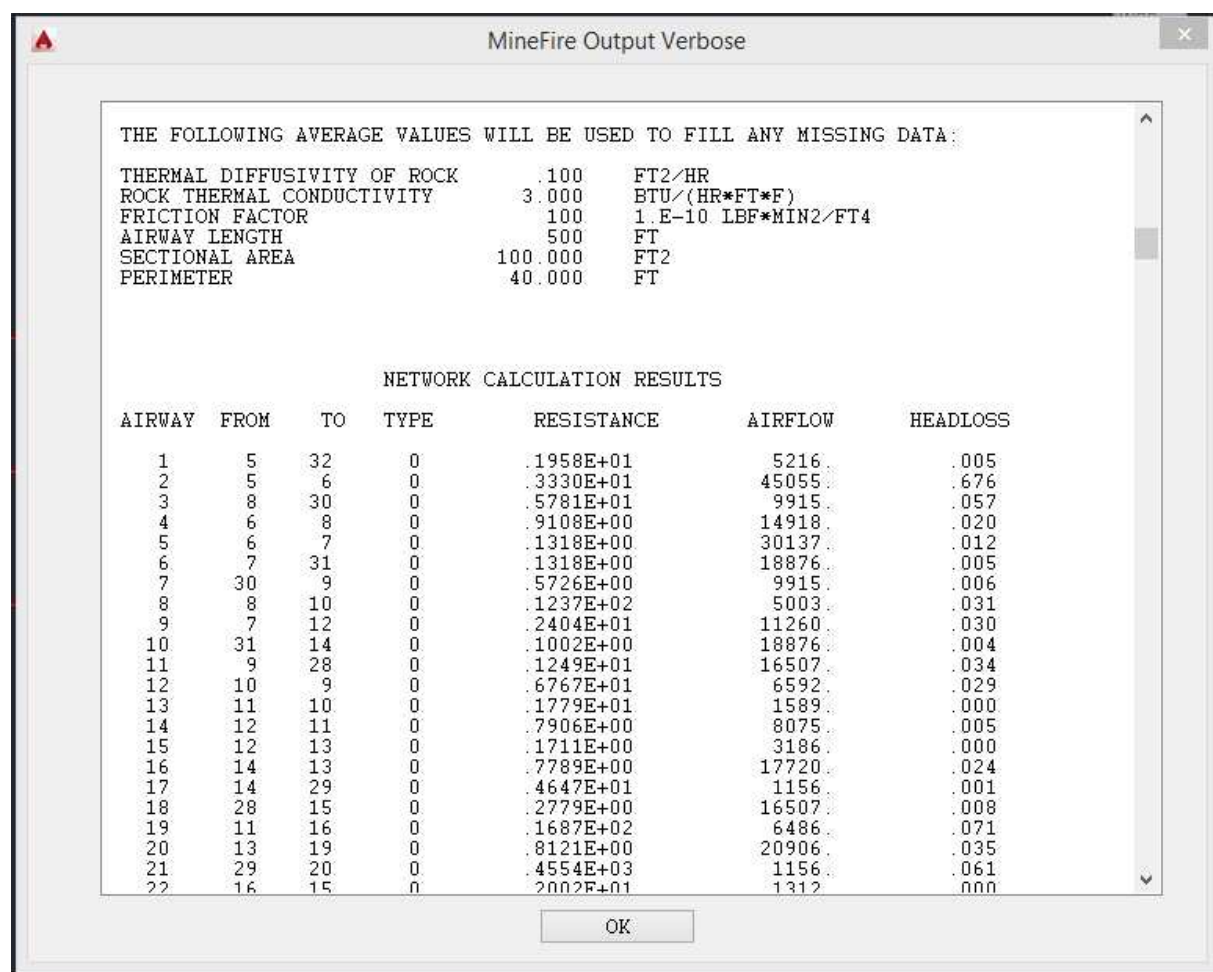 MineFire Output Verbose
THE FOLLOWING AVERAGE VALUES WILL BE USED TO FILL ANY MISSING DATA:
THERMAL DIFFUSIVITY OF ROCK .100 FT2/HR
ROCK THERMAL CONDUCTIVITY 3.000 BTU/(HR*FT*F)
FRICTION FACTOR 100 1.E-10 LBF*MIN2/FT4
AIRWAY LENGTH 500 FT
SECTIONAL AREA 100.000 FT2
PERIMETER 40.000 FT
NETWORK CALCULATION RESULTS
AIRWAY FROM TO TYPE RESISTANCE AIRFLOW HEADLOSS
1 5 32 0 .1958E+01 5216. .005
2 5 6 0 .3330E+01 45055. .676
3 8 30 0 .5781E+01 9915. .057
4 6 8 0 .9108E+00 14918. .020
5 6 7 0 .1318E+00 30137. .012
6 7 31 0 .1318E+00 18876. .005
7 30 9 0 .5726E+00 9915. .006
8 8 10 0 .1237E+02 5003. .031
9 7 12 0 .2404E+01 11260. .030
10 31 14 0 .1002E+00 18876. .004
11 9 28 0 .1249E+01 16507. .034
12 10 9 0 .6767E+01 6592. .029
13 11 10 0 .1779E+01 1589. .000
14 12 11 0 .7906E+00 8075. .005
15 12 13 0 .1711E+00 3186. .000
16 14 13 0 .7789E+00 17720. .024
17 14 29 0 .4647E+01 1156. .001
18 28 15 0 .2779E+00 16507. .008
19 11 16 0 .1687E+02 6486. .071
20 13 19 0 .8121E+00 20906. .035
21 29 20 0 .4554E+03 1156. .061
22 16 15 0 .2002E+01 1312. .000
OK